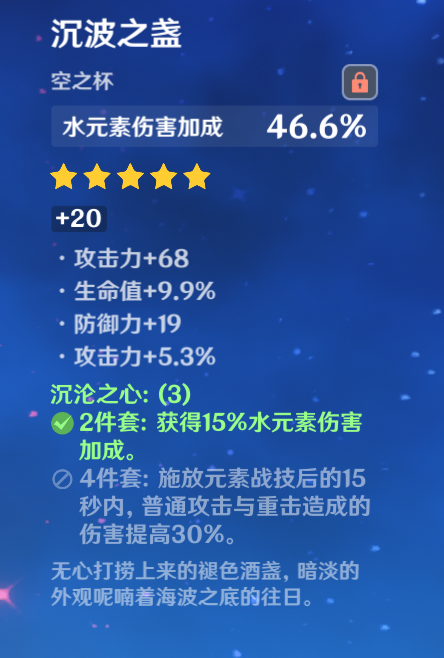 沉波之盏
空之杯
水元素伤害加成 46.6%
+20
·攻击力+68
·生命值+9.9%
·防御力+19
·攻击力+5.3%
沉沦之心: (3)
2件套: 获得15%水元素伤害
加成。
4件套: 施放元素战技后的15
秒内, 普通攻击与重击造成的
伤害提高30%。
无心打捞上来的褪色酒盏, 暗淡的
外观呢喃着海波之底的往日。